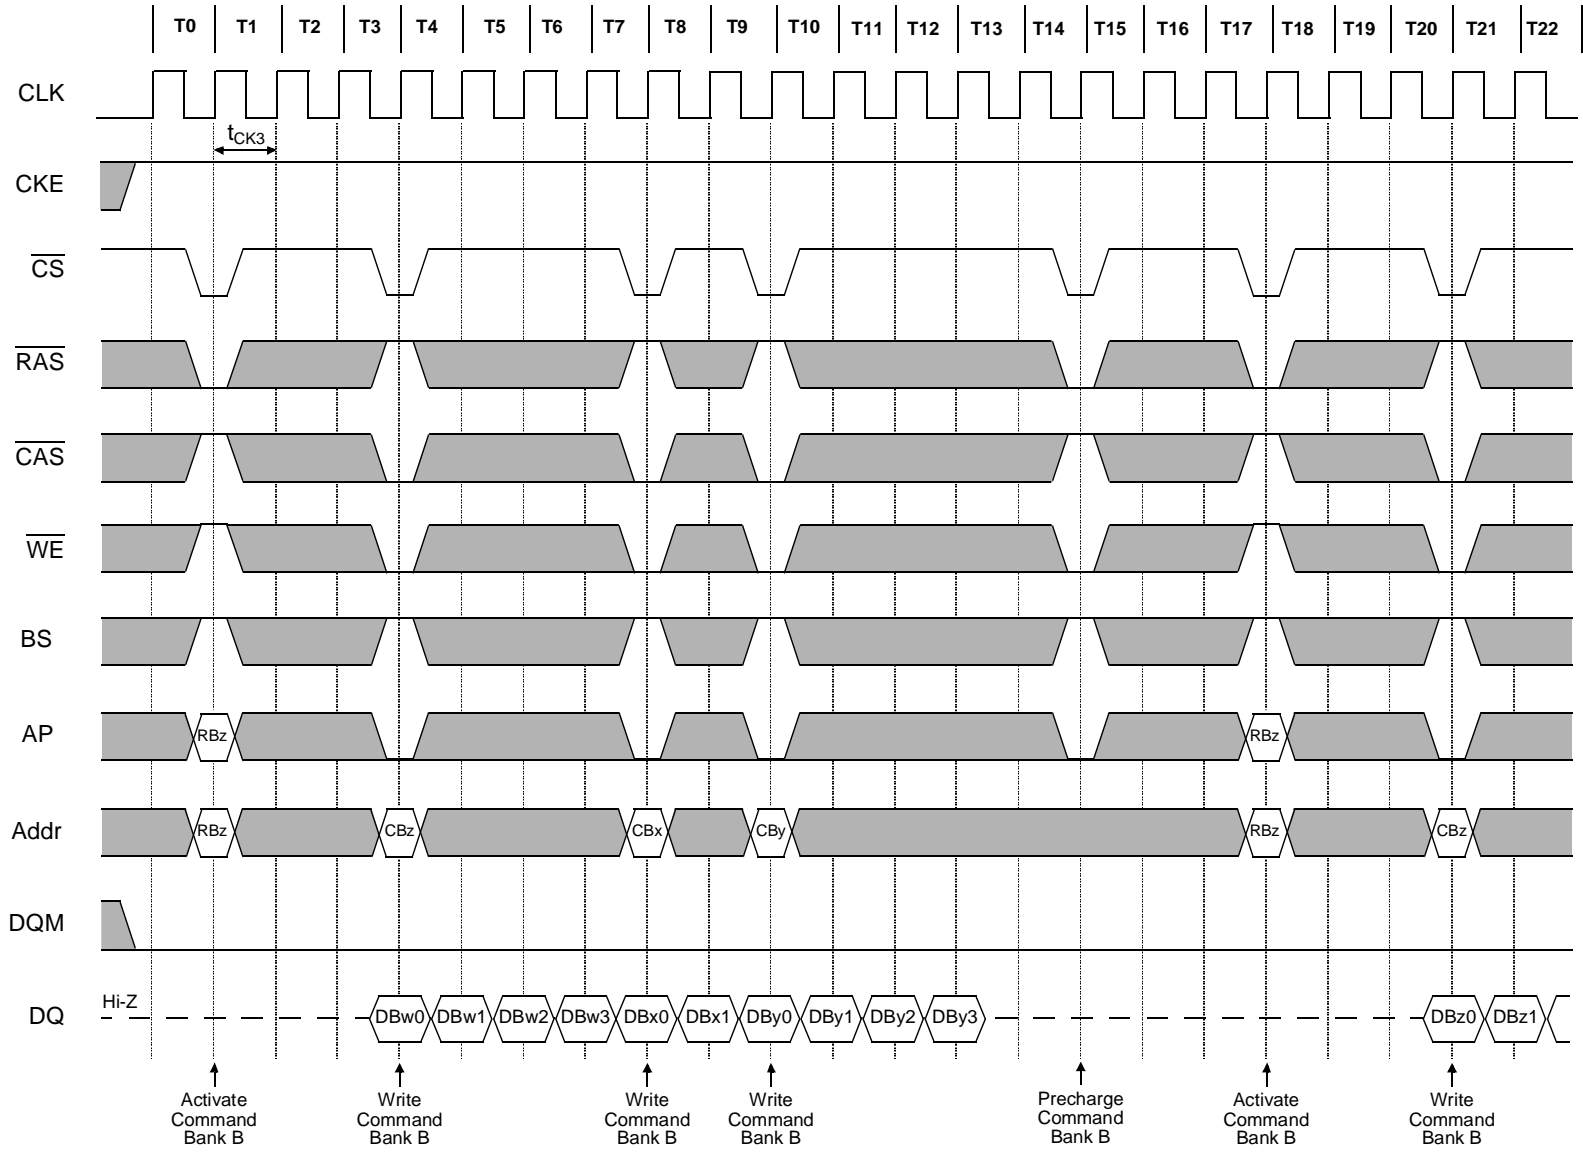 T0 T1 T2 T3 T4 T5 T6 T7 T8 T9 T10 T11 T12 T13 T14 T15 T16 T17 T18 T19 T20 T21 T22
CLK
tCK3
CKE
CS
RAS
CAS
WE
BS
AP RBz RBz
Addr RBz CBz CBx CBy RBz CBz
DQM
Hi-Z
DQ DBw0 DBw1 DBw2 DBw3 DBx0 DBx1 DBy0 DBy1 DBy2 DBy3 DBz0 DBz1
Activate
Command
Bank B
Write
Command
Bank B
Write
Command
Bank B
Write
Command
Bank B
Precharge
Command
Bank B
Activate
Command
Bank B
Write
Command
Bank B